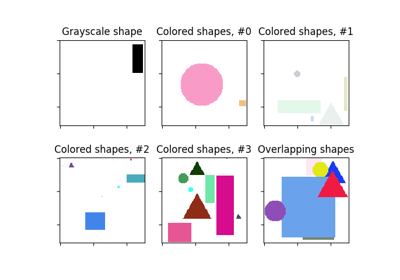 Grayscale shape
Colored shapes, #0
Colored shapes, #1
Colored shapes, #2
Colored shapes, #3
Overlapping shapes